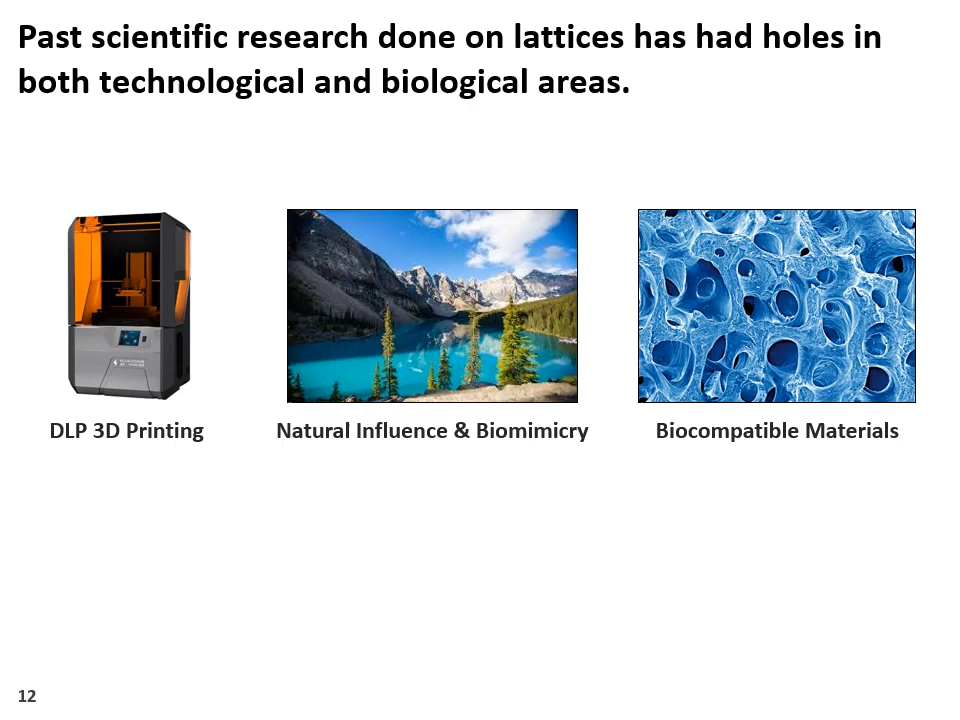 Past scientific research done on lattices has had holes in
both technological and biological areas.
DLP 3D Printing
Natural Influence & Biomimicry
Biocompatible Materials
12